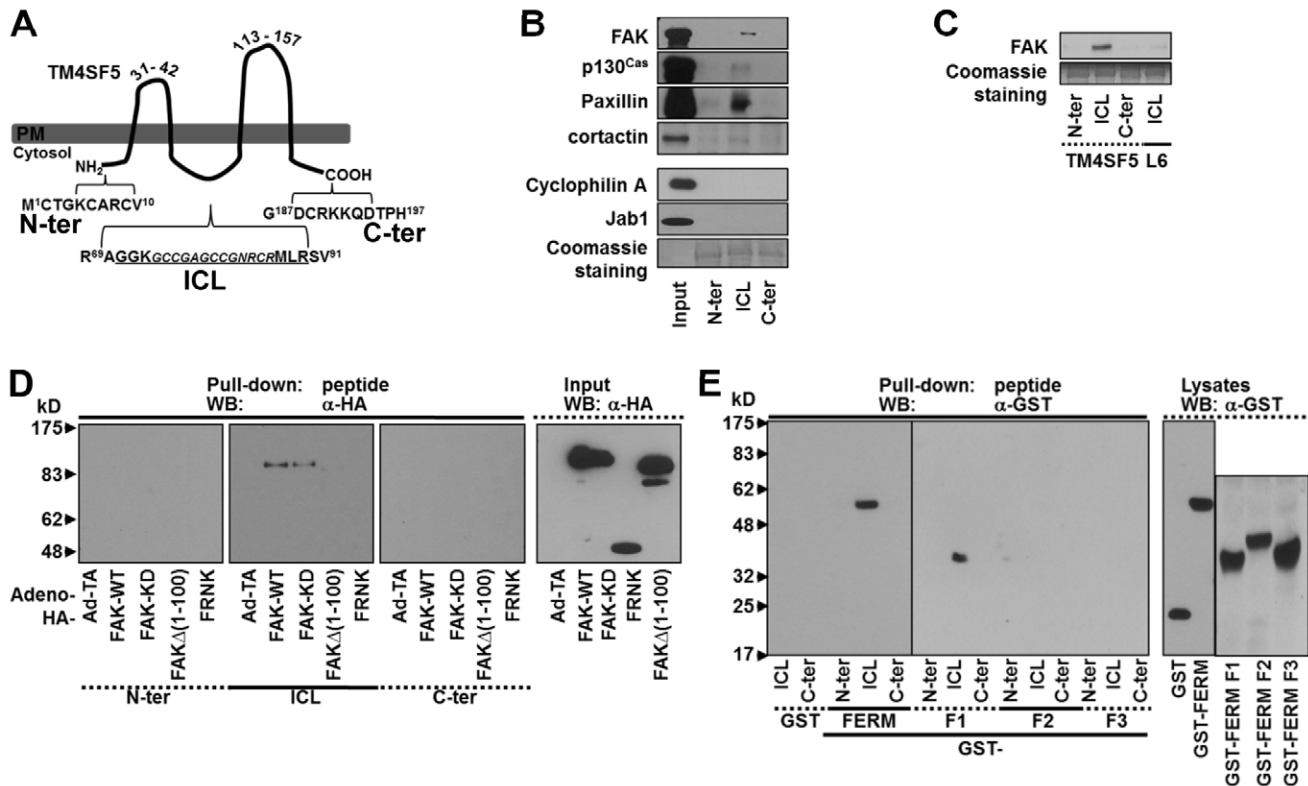 A
TM4SF5
31 - 42
113 - 157
PM
Cytosol
NH2
COOH
M1CTGKCARCV10
N-ter
G187DCRKKQDTPH197
C-ter
R69AGGKGCCGAGCCGNRCRMLRSV91
ICL
B
FAK
p130Cas
Paxillin
cortactin
Cyclophilin A
Jab1
Coomassie
staining
Input
N-ter
ICL
C-ter
C
FAK
Coomassie
staining
N-ter
ICL
C-ter
ICL
TM4SF5 L6
D
Pull-down: peptide
WB: α-HA
Input
WB: α-HA
kD
175
83
62
48
Adeno-
HA-
Ad-TA
FAK-WT
FAK-KD
FAKΔ(1-100)
FRNK
Ad-TA
FAK-WT
FAK-KD
FAKΔ(1-100)
FRNK
Ad-TA
FAK-WT
FAK-KD
FAKΔ(1-100)
FRNK
Ad-TA
FAK-WT
FAK-KD
FRNK
FAKΔ(1-100)
N-ter
ICL
C-ter
E
Pull-down: peptide
WB: α-GST
Lysates
WB: α-GST
kD
175
83
62
48
32
25
17
ICL
C-ter
N-ter
ICL
C-ter
N-ter
ICL
C-ter
N-ter
ICL
C-ter
N-ter
ICL
C-ter
GST FERM F1 F2 F3
GST-
GST
GST-FERM
GST-FERM F1
GST-FERM F2
GST-FERM F3